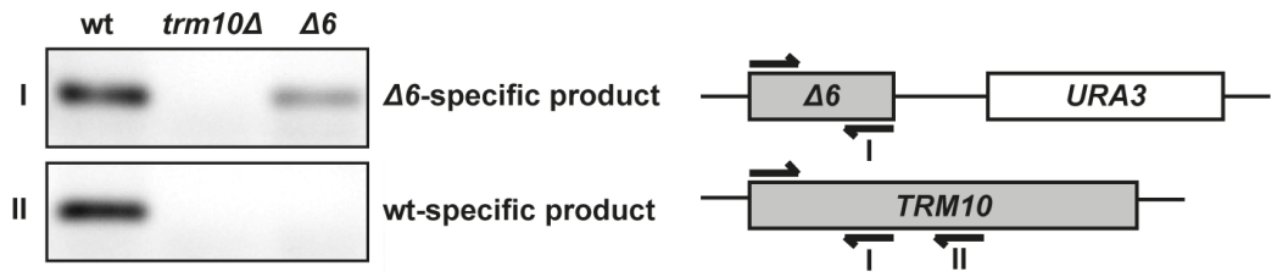 wt trm10Δ Δ6
I Δ6-specific product
II wt-specific product
Δ6 URA3
I
TRM10
I II